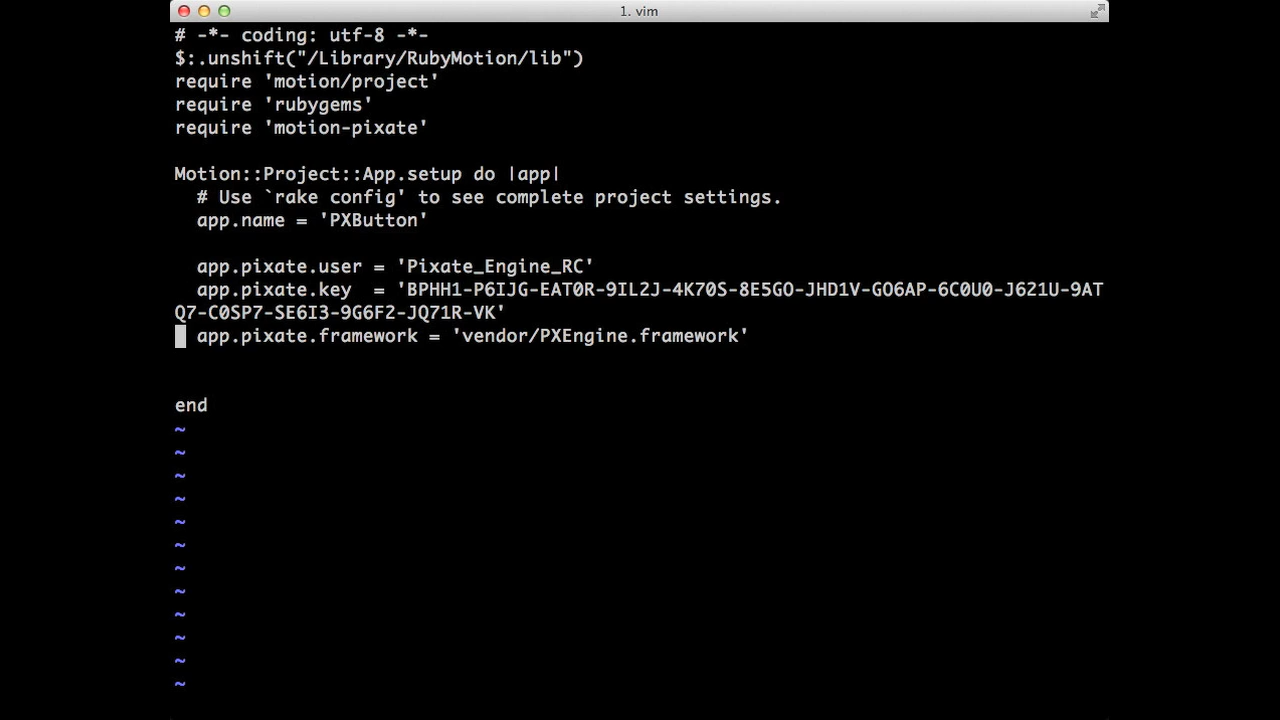 1. vim
# -*- coding: utf-8 -*-
$:.unshift("/Library/RubyMotion/lib")
require 'motion/project'
require 'rubygems'
require 'motion-pixate'
Motion::Project::App.setup do |app|
  # Use `rake config' to see complete project settings.
  app.name = 'PXButton'
  app.pixate.user = 'Pixate_Engine_RC'
  app.pixate.key  = 'BPHH1-P6IJG-EAT0R-9IL2J-4K70S-8E5GO-JHD1V-GO6AP-6C0U0-J621U-9AT
Q7-C0SP7-SE6I3-9G6F2-JQ71R-VK'
  app.pixate.framework = 'vendor/PXEngine.framework'
end
~
~
~
~
~
~
~
~
~
~
~
~